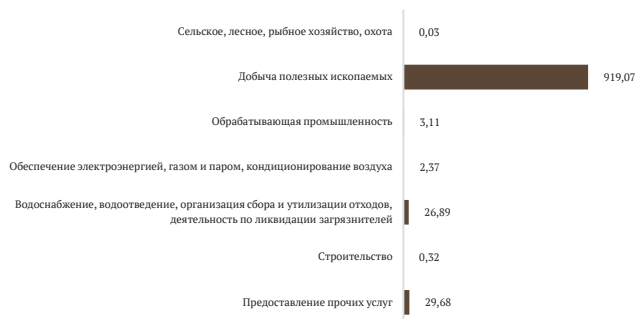 Сельское, лесное, рыбное хозяйство, охота 0,03
Добыча полезных ископаемых 919,07
Обрабатывающая промышленность 3,11
Обеспечение электроэнергией, газом и паром, кондиционирование воздуха 2,37
Водоснабжение, водоотведение, организация сбора и утилизации отходов,
деятельность по ликвидации загрязнителей 26,89
Строительство 0,32
Предоставление прочих услуг 29,68